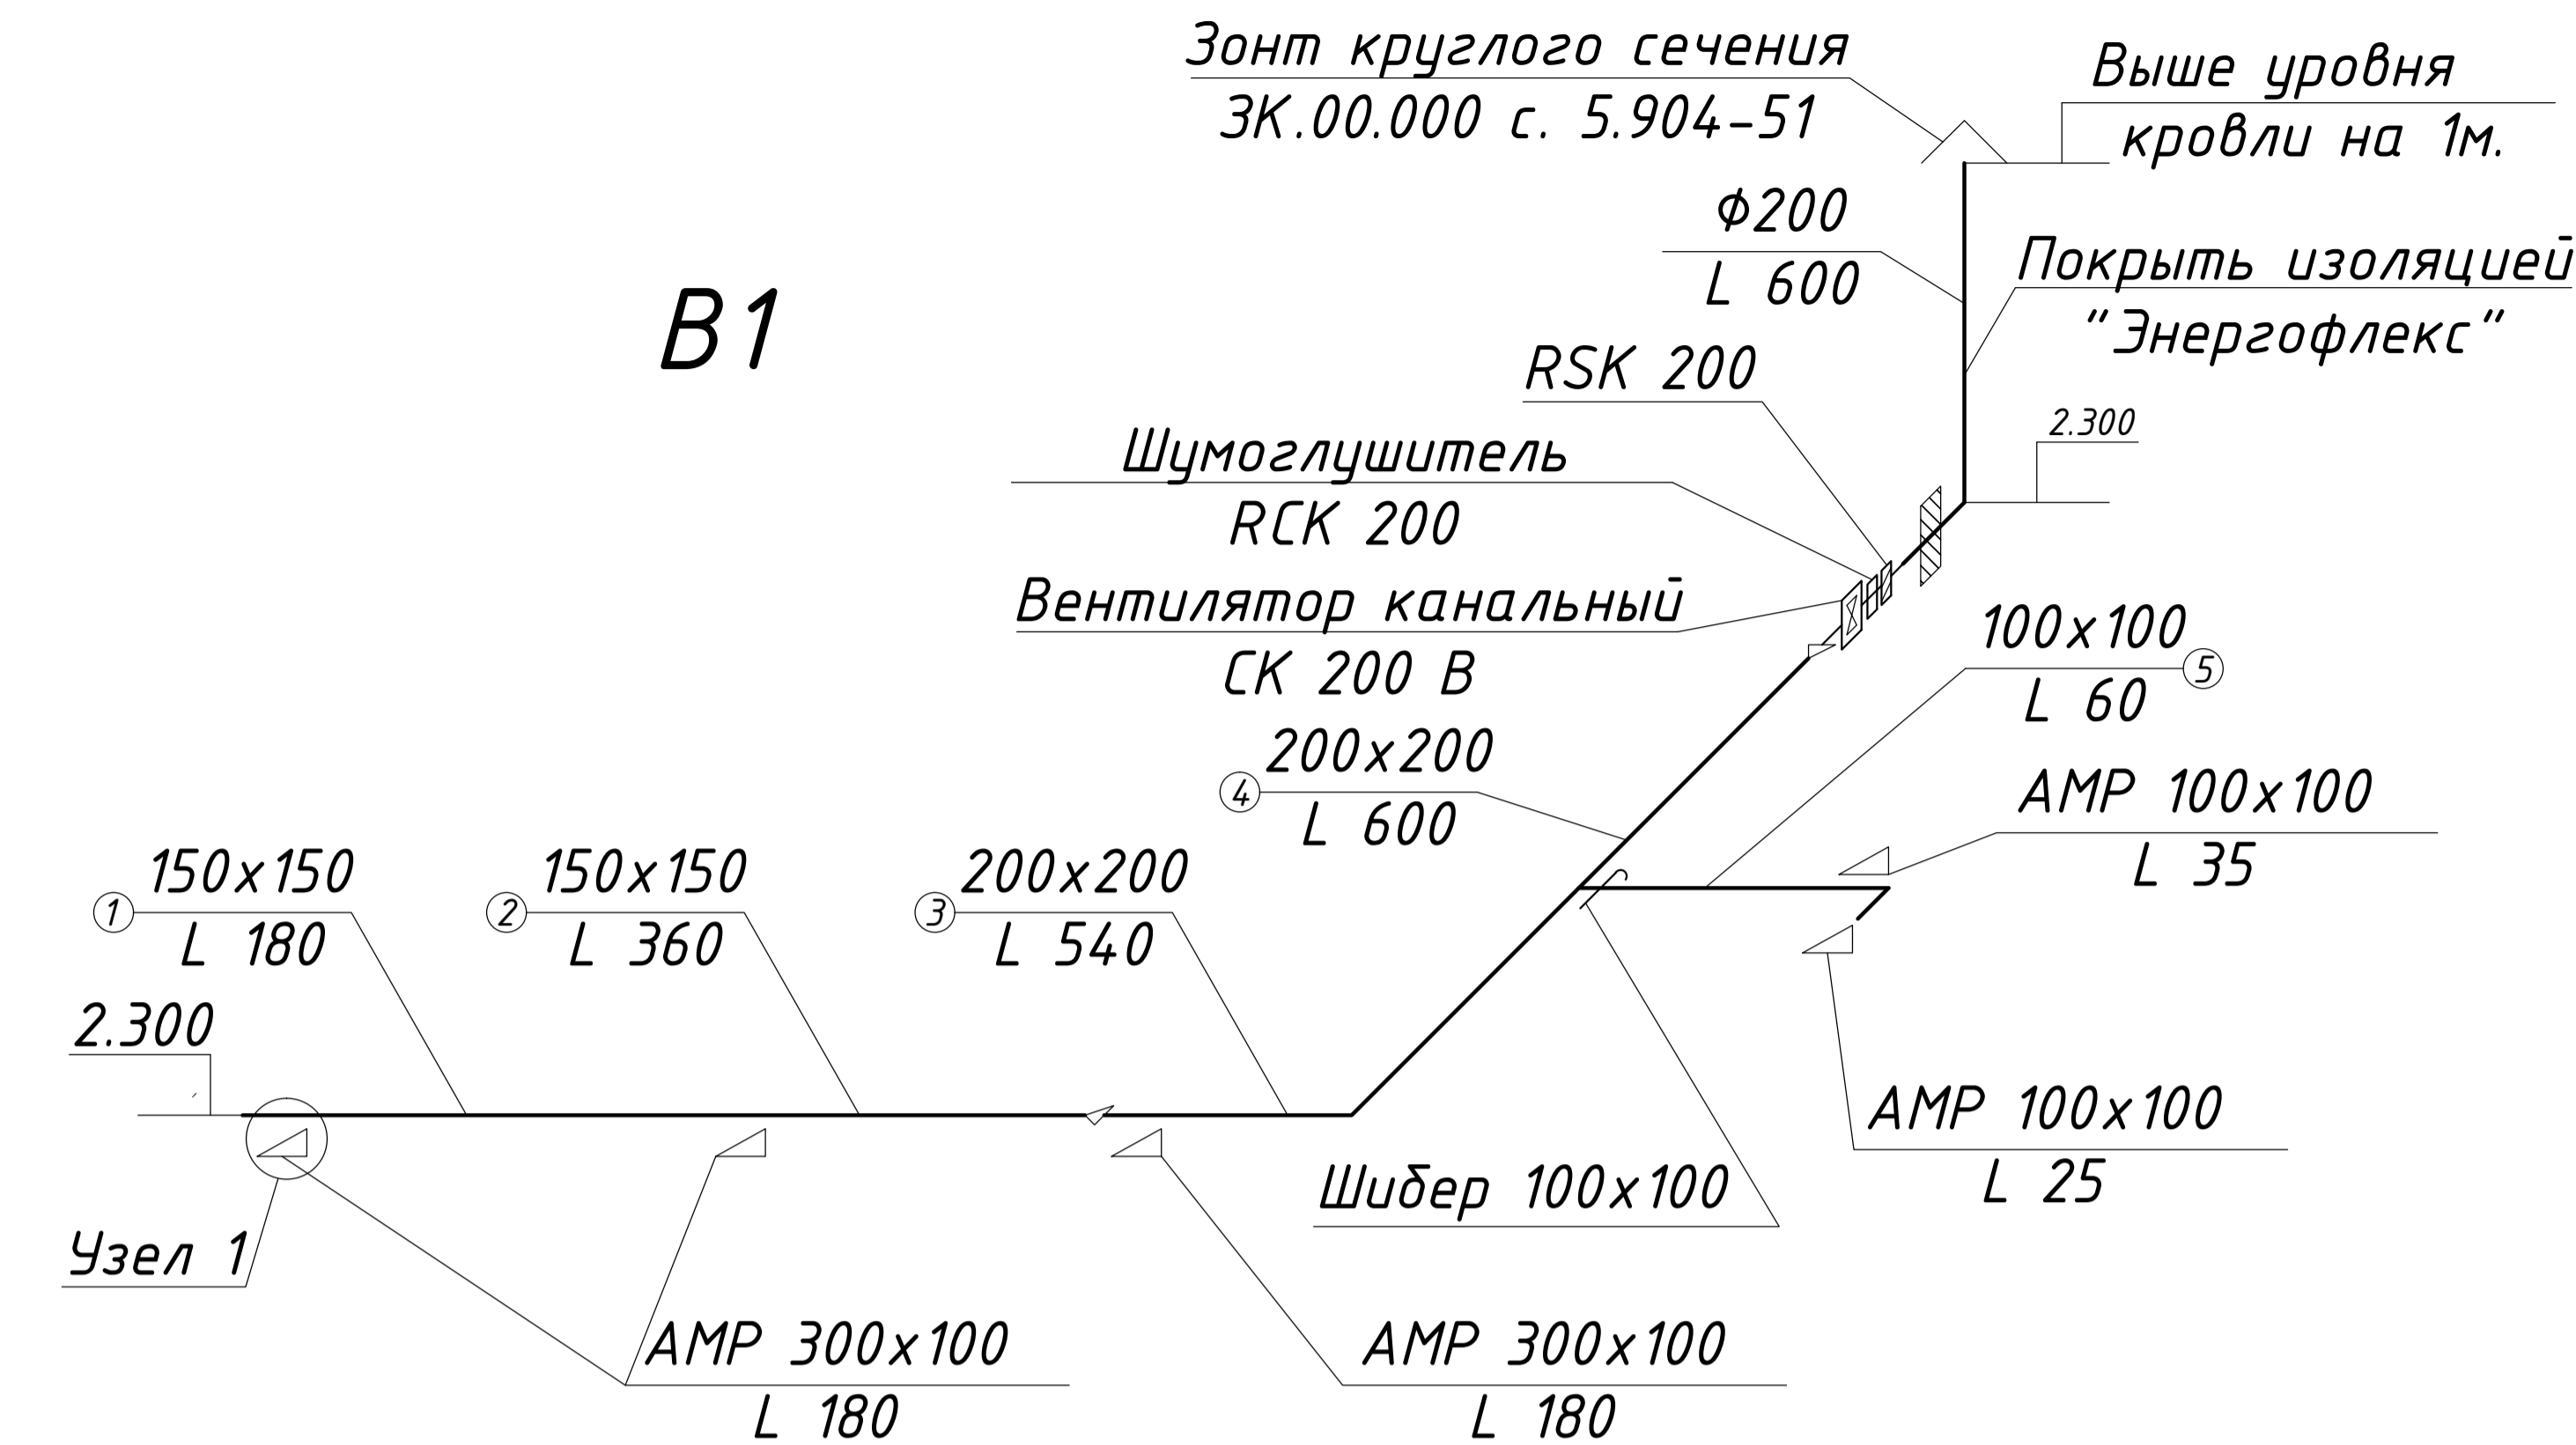 Зонт круглого сечения
ЗК.00.000 с. 5.904-51
Выше уровня
кровли на 1м.
Ф200
L 600
Покрыть изоляцией
"Энергофлекс"
В1
RSK 200
2.300
Шумоглушитель
RCK 200
Вентилятор канальный
СК 200 В
100х100
5
L 60
200х200
4
L 600
АМР 100х100
L 35
150х150
1
L 180
150х150
2
L 360
200х200
3
L 540
2.300
АМР 100х100
L 25
Шибер 100х100
Узел 1
АМР 300х100
L 180
АМР 300х100
L 180